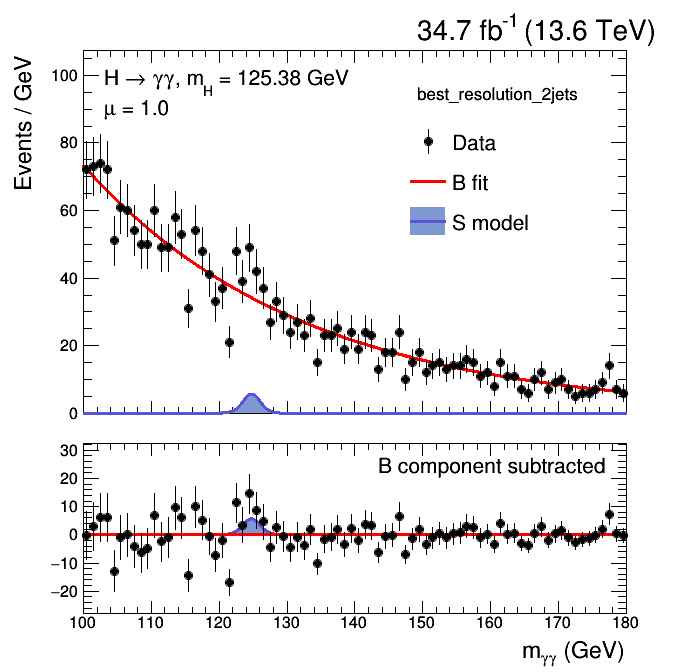 34.7 fb⁻¹ (13.6 TeV)
Events / GeV
H → γγ, m_H = 125.38 GeV
μ = 1.0
best_resolution_2jets
Data
B fit
S model
100
80
60
40
20
0
B component subtracted
30
20
10
0
−10
−20
100 110 120 130 140 150 160 170 180
m_γγ (GeV)